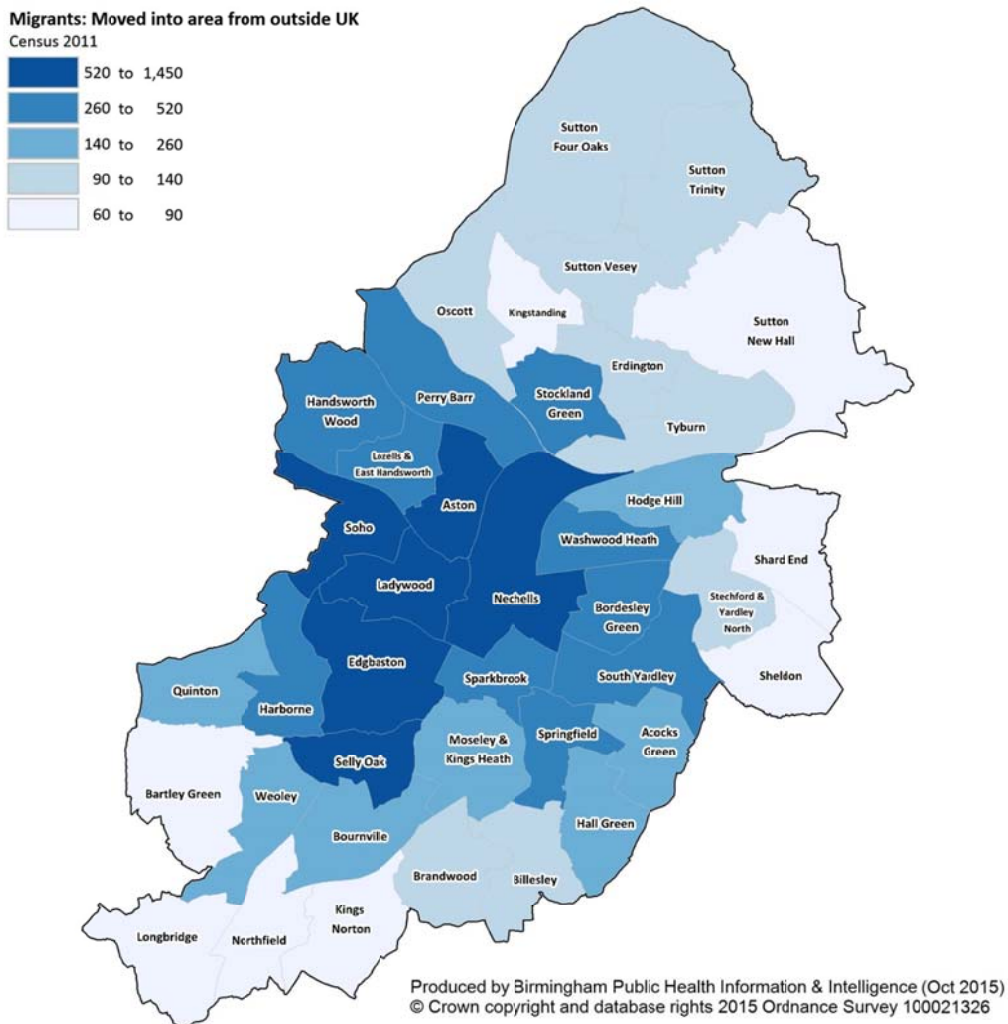 Migrants: Moved into area from outside UK
Census 2011
520 to 1,450
260 to 520
140 to 260
90 to 140
60 to 90
Sutton
Four Oaks
Sutton
Trinity
Sutton Vesey
Oscott
Kngstanding
Sutton
New Hall
Erdington
Handsworth
Wood
Perry Barr
Stockland
Green
Tyburn
Lozells &
East Handsworth
Aston
Hodge Hill
Soho
Washwood Heath
Shard End
Ladywood
Nechells
Bordesley
Green
Stechford &
Yardley
North
Edgbaston
Sparkbrook
South Yardley
Sheldon
Quinton
Harborne
Moseley &
Kings Heath
Springfield
Acocks
Green
Selly Oak
Bartley Green
Weoley
Bournville
Hall Green
Brandwood
Billesley
Kings
Norton
Longbridge
Northfield
Produced by Birmingham Public Health Information & Intelligence (Oct 2015)
© Crown copyright and database rights 2015 Ordnance Survey 100021326